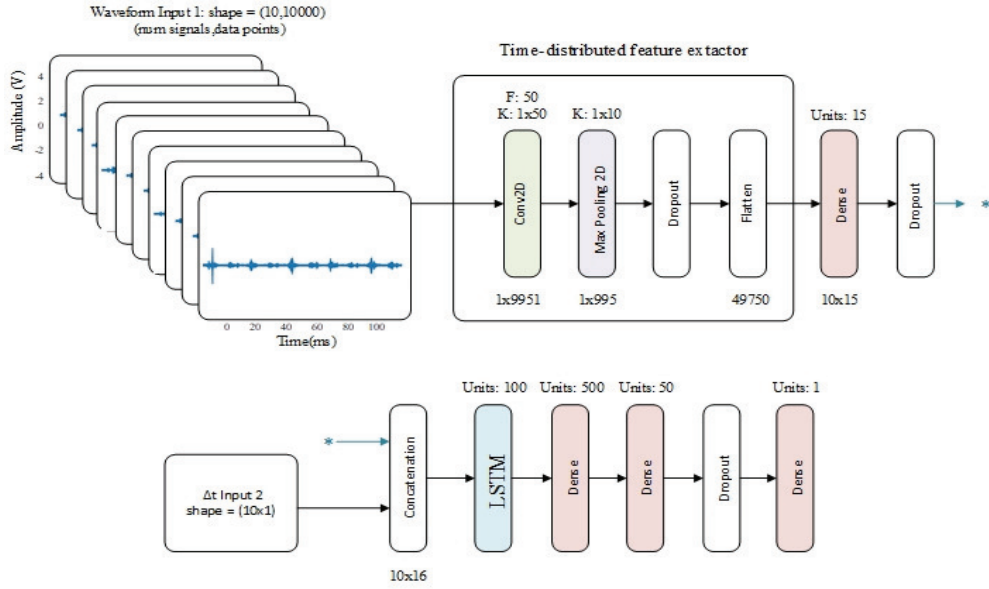 Waveform Input 1: shape = (10,10000)
(num signals,data points)
Time-distributed feature extactor
Amplitude (V)
4
2
0
-2
-4
0 20 40 60 80 100
Time(ms)
F: 50
K: 1x50
Conv2D
1x9951
K: 1x10
Max Pooling 2D
1x995
Dropout
Flatten
49750
Units: 15
Dense
10x15
Dropout
*
*
Δt Input 2
shape = (10x1)
Concatenation
10x16
Units: 100
LSTM
Units: 500
Dense
Units: 50
Dense
Dropout
Units: 1
Dense